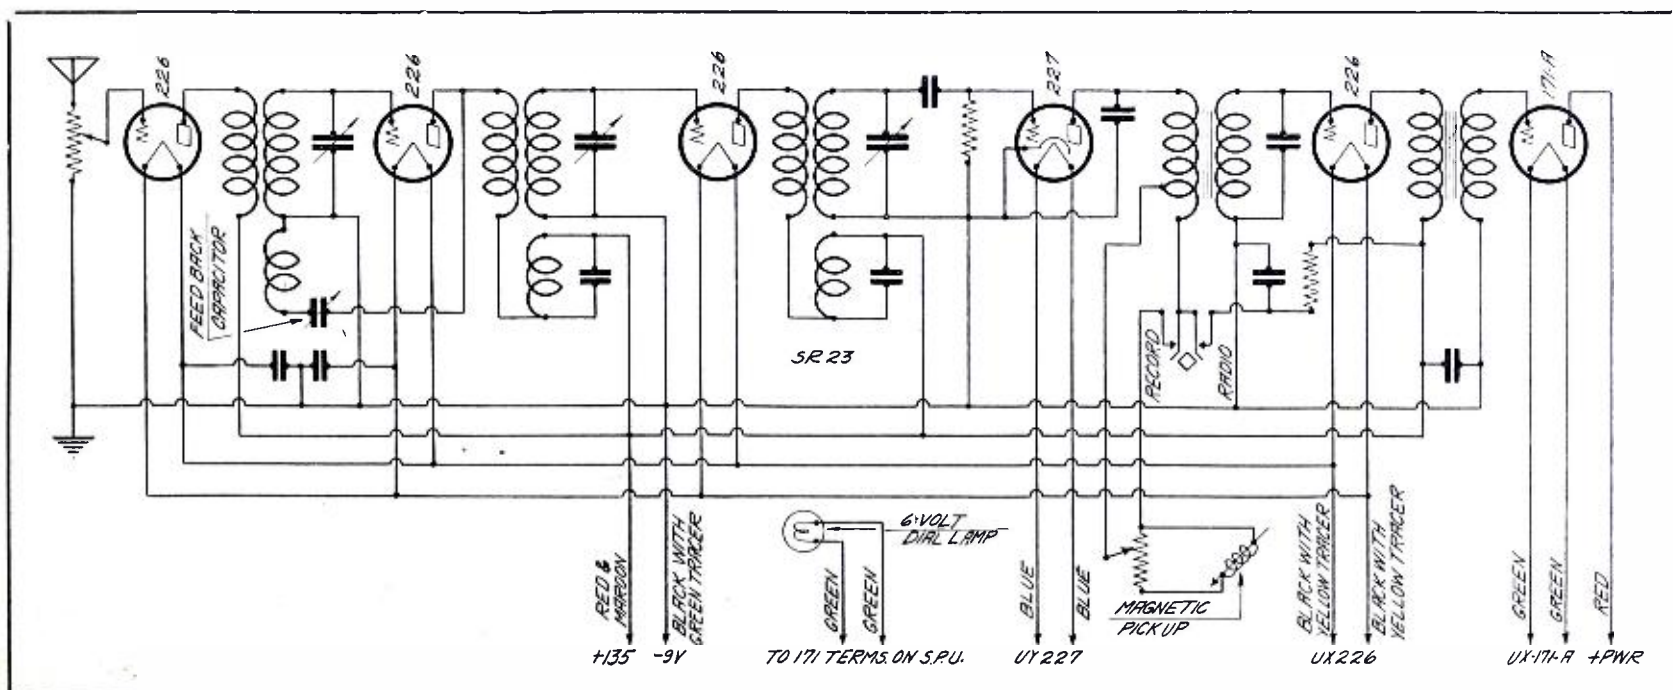 226
226
226
227
226
171-A
FEED BACK
CAPACITOR
SR 23
RECORD
RADIO
6-VOLT
DIAL LAMP
RED &
MAROON
BLACK WITH
GREEN TRACER
GREEN
GREEN
BLUE
BLUE
MAGNETIC
PICK UP
BLACK WITH
YELLOW TRACER
BLACK WITH
YELLOW TRACER
GREEN
GREEN
RED
+135
-9V
TO 171 TERMS. ON S.P.U.
UY 227
UX226
UX-171-A
+PWR